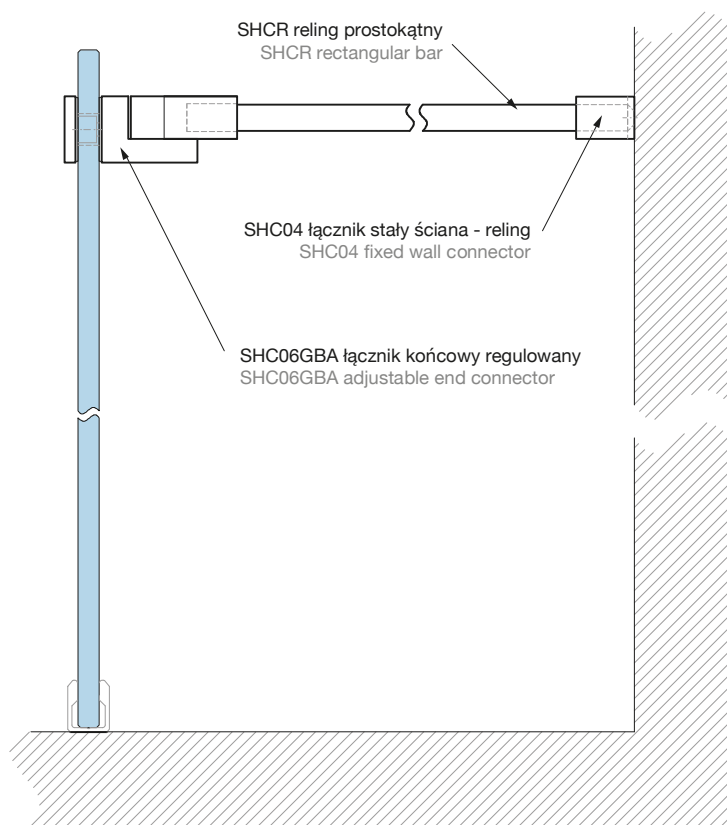 SHCR reling prostokątny
SHCR rectangular bar
SHC04 łącznik stały ściana - reling
SHC04 fixed wall connector
SHC06GBA łącznik końcowy regulowany
SHC06GBA adjustable end connector